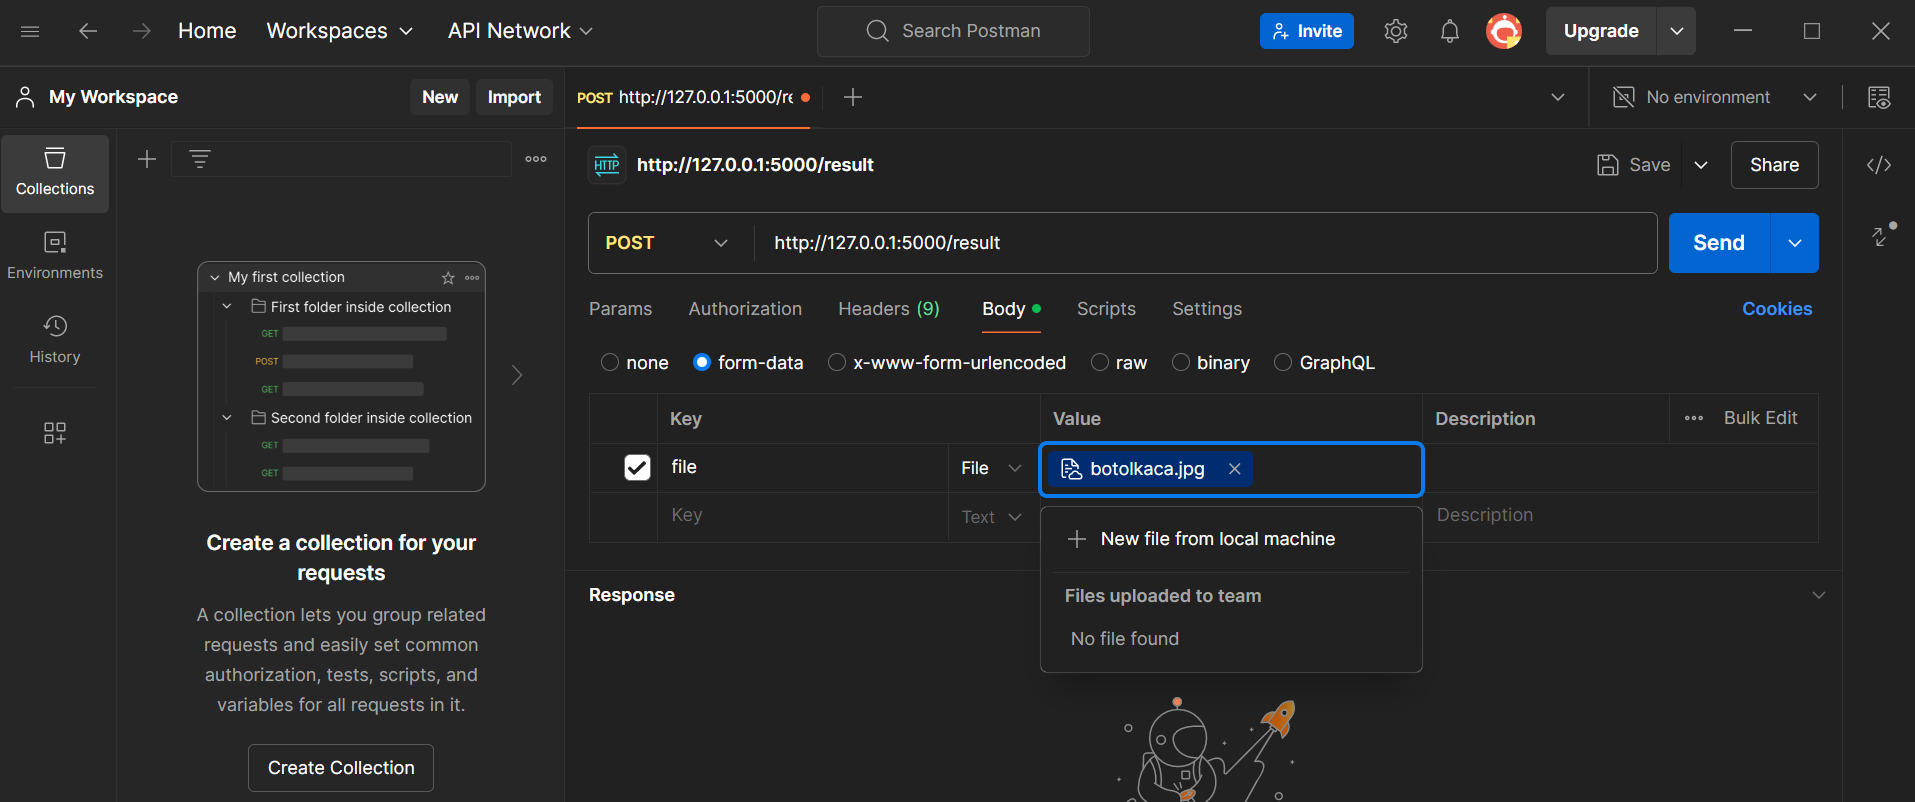 Home Workspaces API Network Search Postman Invite Upgrade
My Workspace New Import POST http://127.0.0.1:5000/re No environment
Collections
Environments
History
My first collection
First folder inside collection
GET
POST
GET
Second folder inside collection
GET
GET
Create a collection for your
requests
A collection lets you group related
requests and easily set common
authorization, tests, scripts, and
variables for all requests in it.
Create Collection
HTTP http://127.0.0.1:5000/result Save Share
POST http://127.0.0.1:5000/result Send
Params Authorization Headers (9) Body Scripts Settings Cookies
none form-data x-www-form-urlencoded raw binary GraphQL
Key Value Description Bulk Edit
file File botolkaca.jpg
Key Text Description
New file from local machine
Files uploaded to team
No file found
Response